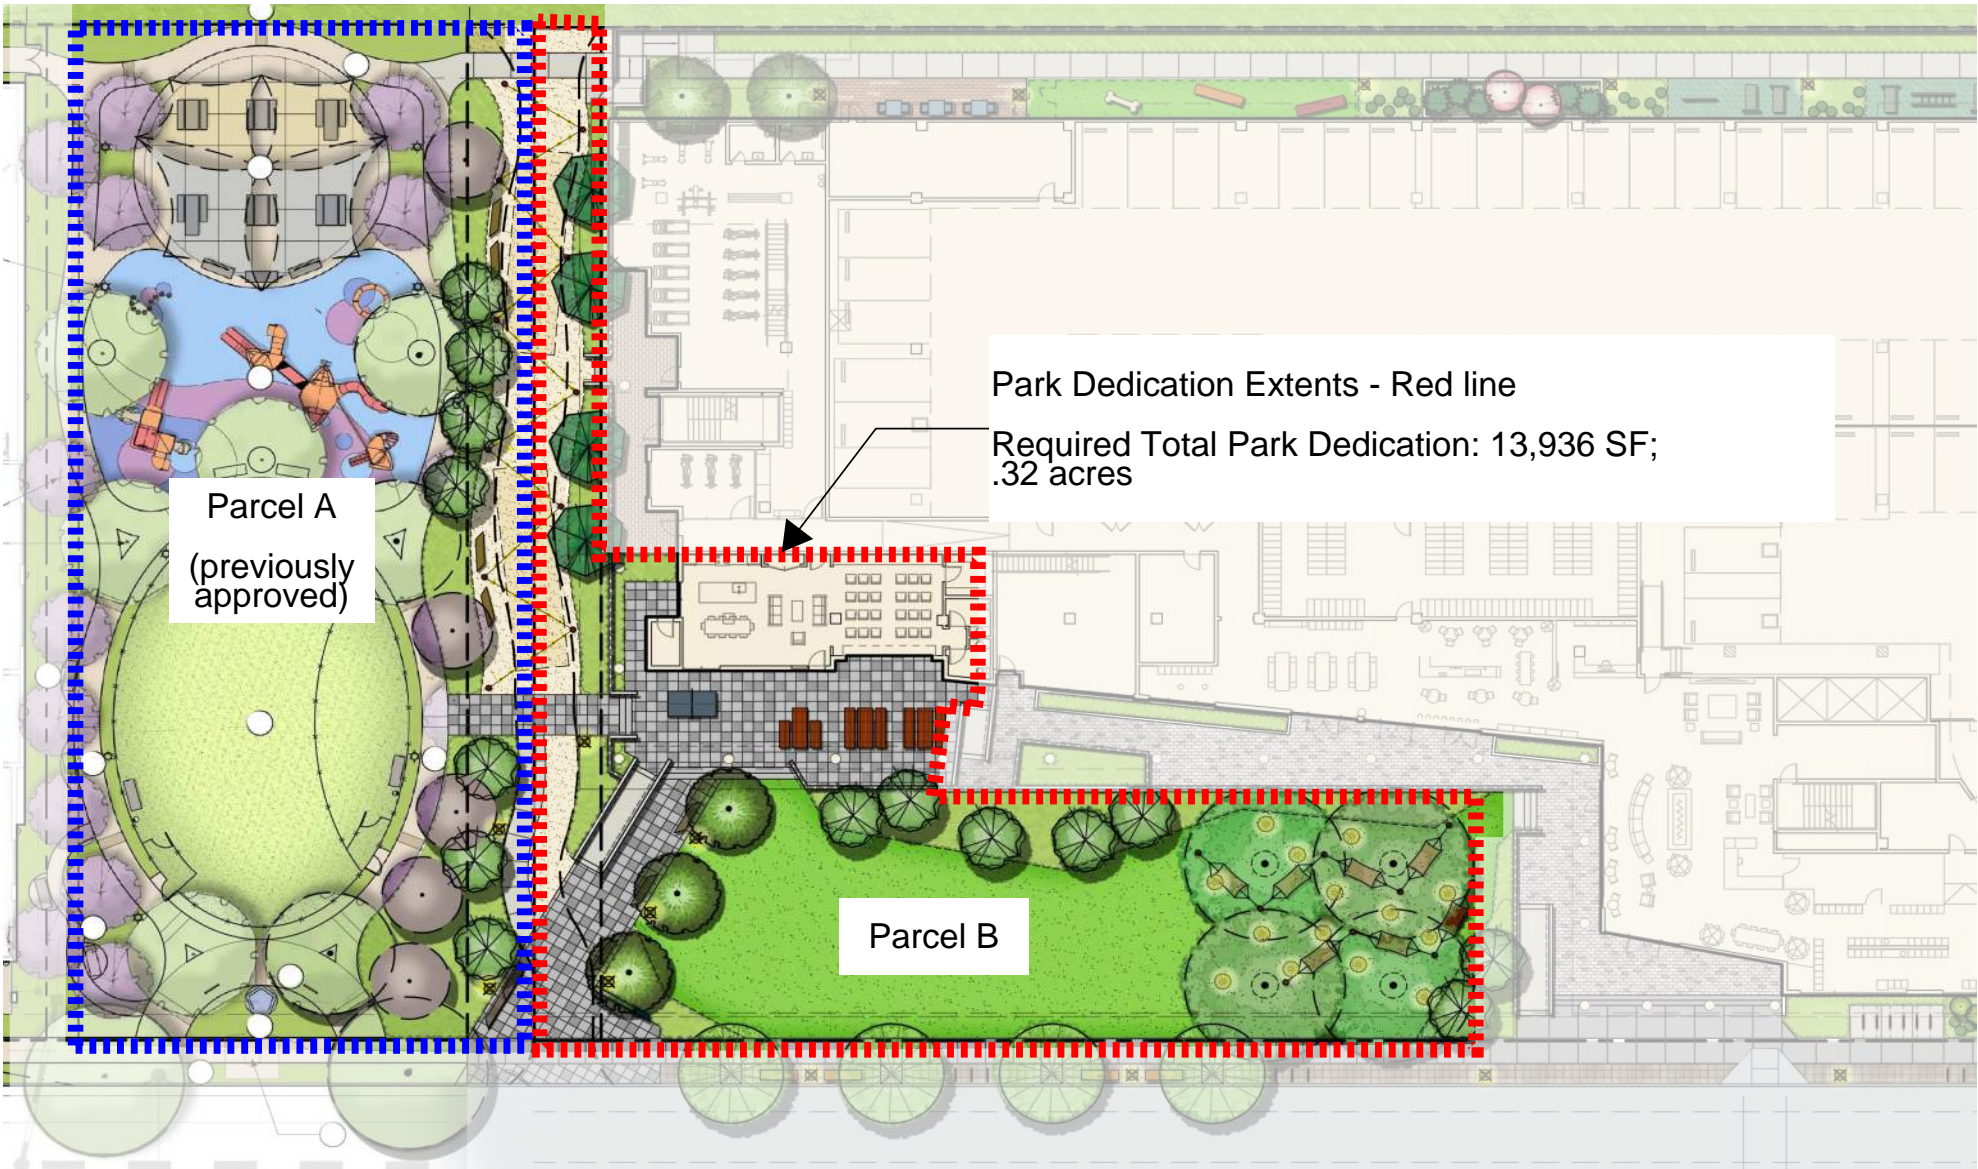 Park Dedication Extents - Red line
Required Total Park Dedication: 13,936 SF;
.32 acres
Parcel A
(previously
approved)
Parcel B